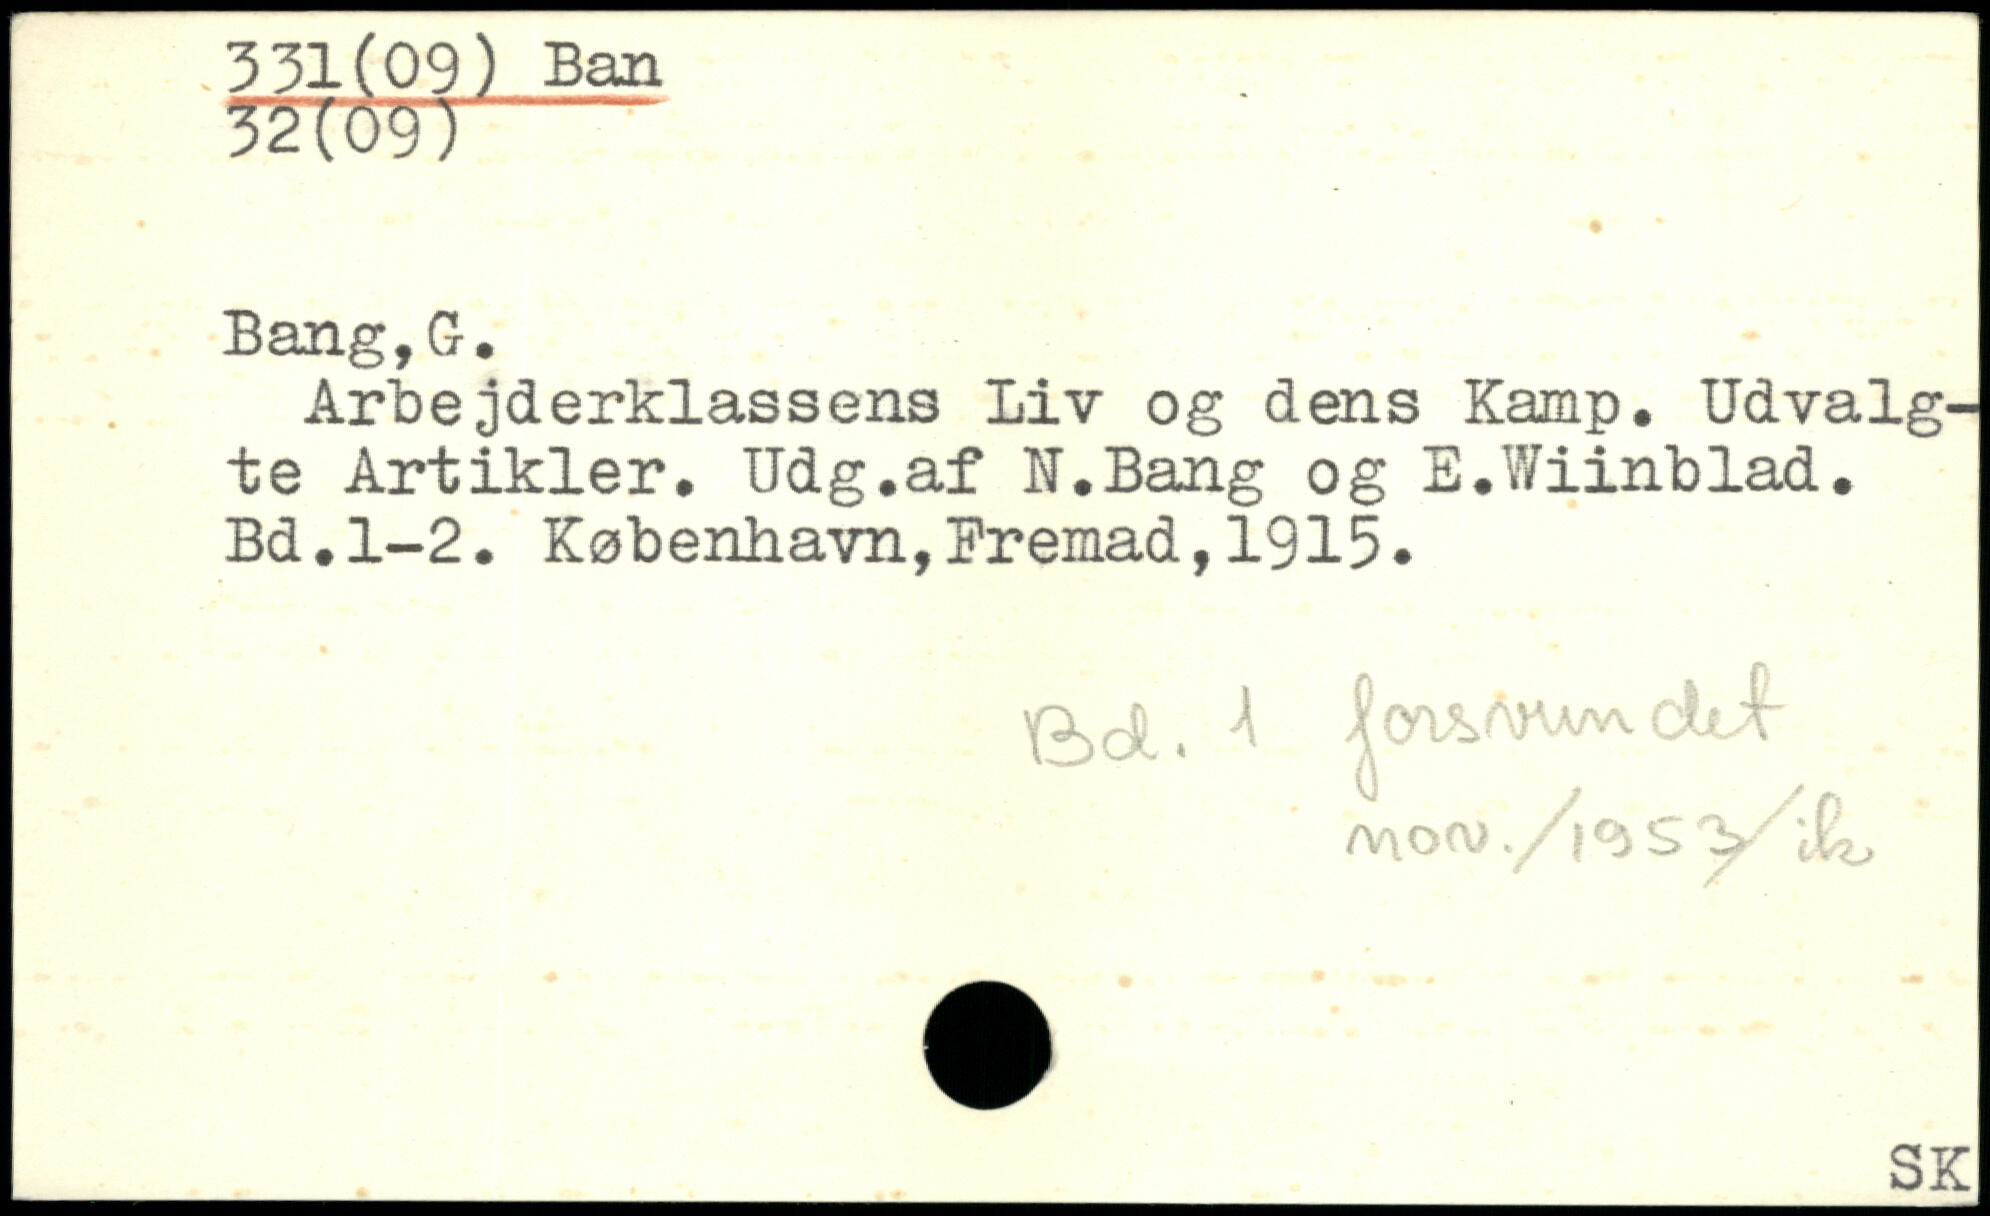 331(09) Ban
32(09)
Bang,G.
Arbejderklassens Liv og dens Kamp. Udvalg-
te Artikler. Udg.af N.Bang og E.Wiinblad.
Bd.1-2. København,Fremad,1915.
Bd. 1 forsvundet
nov./1953/ik
SK